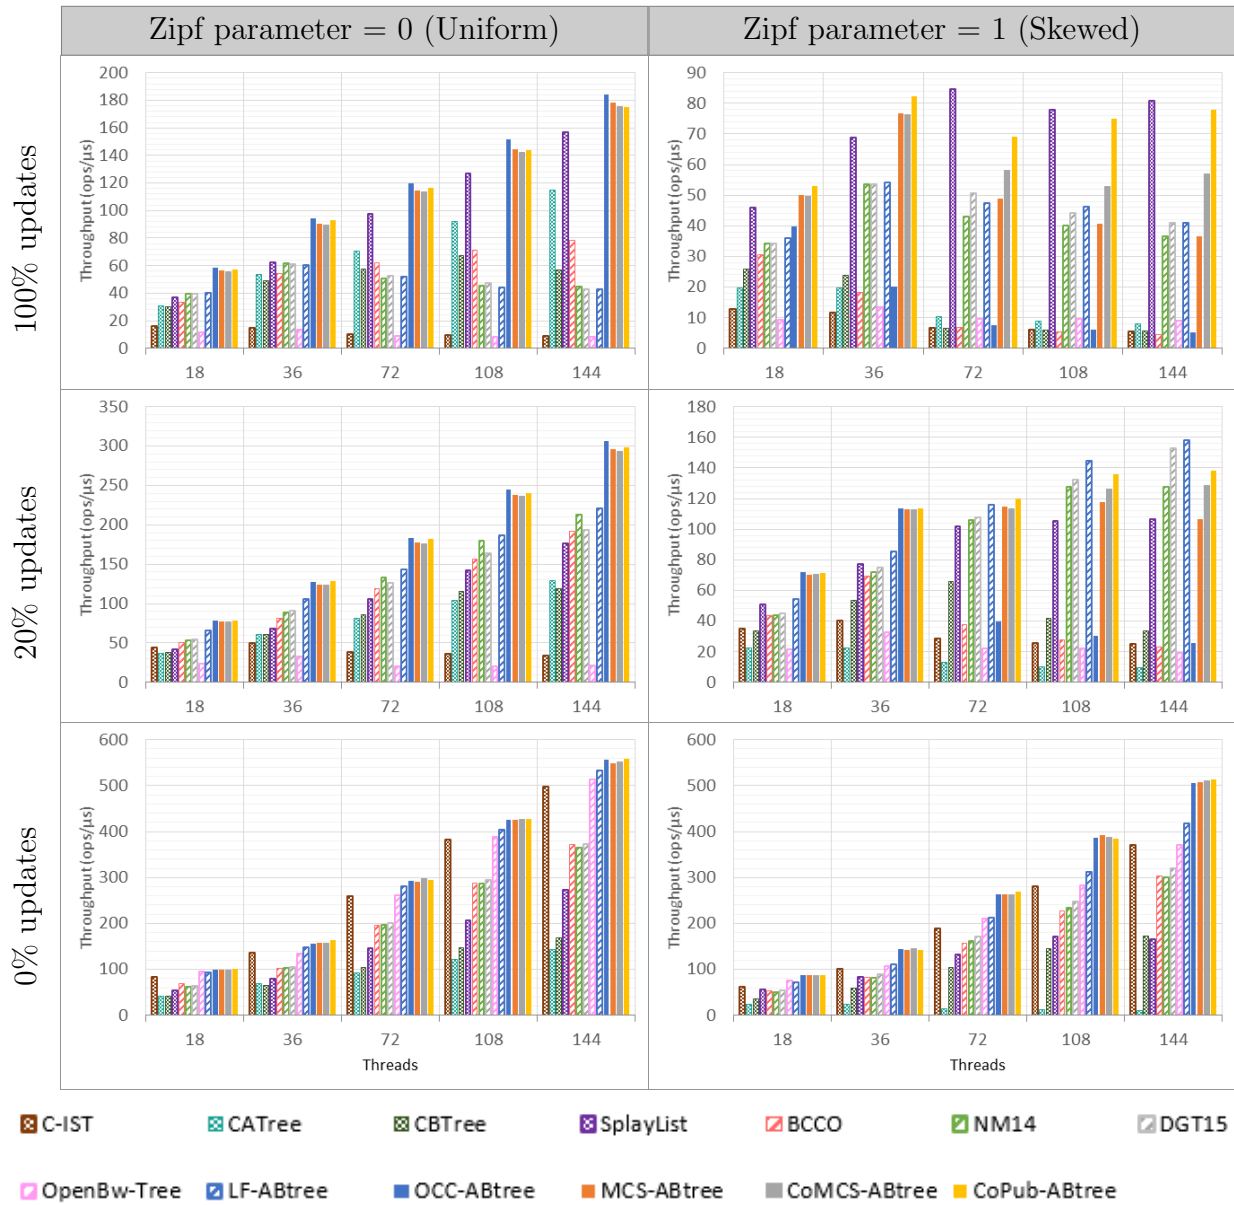 Zipf parameter = 0 (Uniform)
Zipf parameter = 1 (Skewed)
100% updates
Throughput (ops/µs)
200
180
160
140
120
100
80
60
40
20
0
18 36 72 108 144
Throughput (ops/µs)
90
80
70
60
50
40
30
20
10
0
18 36 72 108 144
20% updates
Throughput (ops/µs)
350
300
250
200
150
100
50
0
18 36 72 108 144
Throughput (ops/µs)
180
160
140
120
100
80
60
40
20
0
18 36 72 108 144
0% updates
Throughput (ops/µs)
600
500
400
300
200
100
0
18 36 72 108 144
Threads
Throughput (ops/µs)
600
500
400
300
200
100
0
18 36 72 108 144
Threads
C-IST CATree CBTree SplayList BCCO NM14 DGT15
OpenBw-Tree LF-ABtree OCC-ABtree MCS-ABtree CoMCS-ABtree CoPub-ABtree